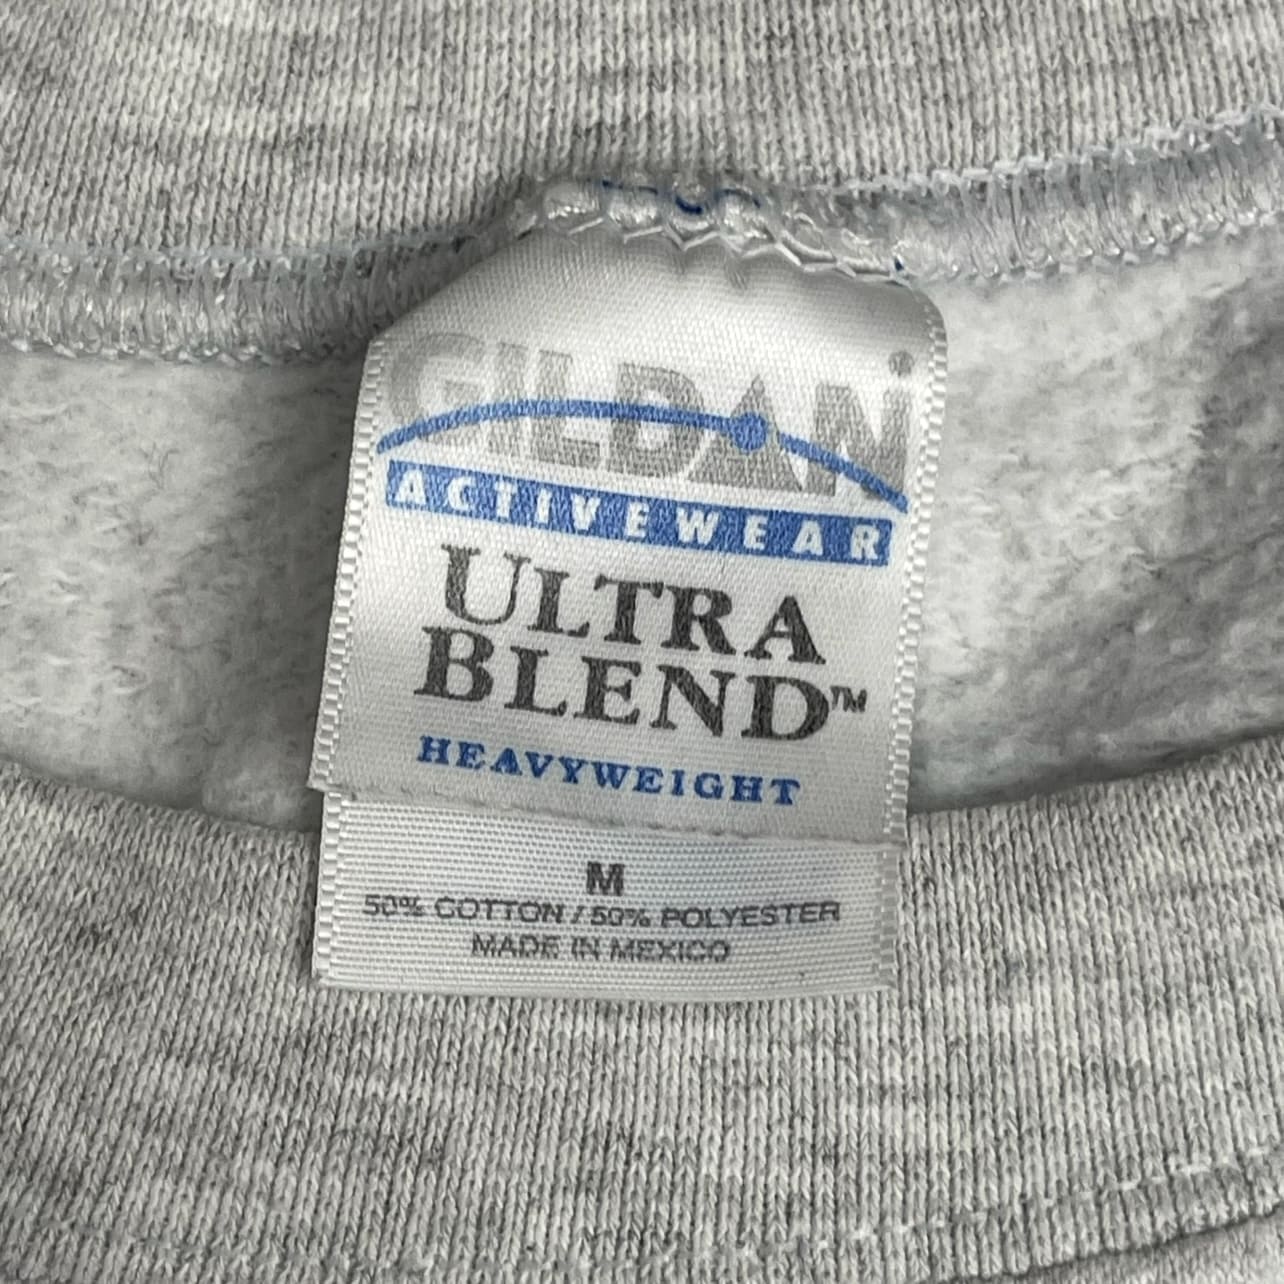 GILDAN®
ACTIVEWEAR
ULTRA
BLEND™
HEAVYWEIGHT
M
50% COTTON / 50% POLYESTER
MADE IN MEXICO